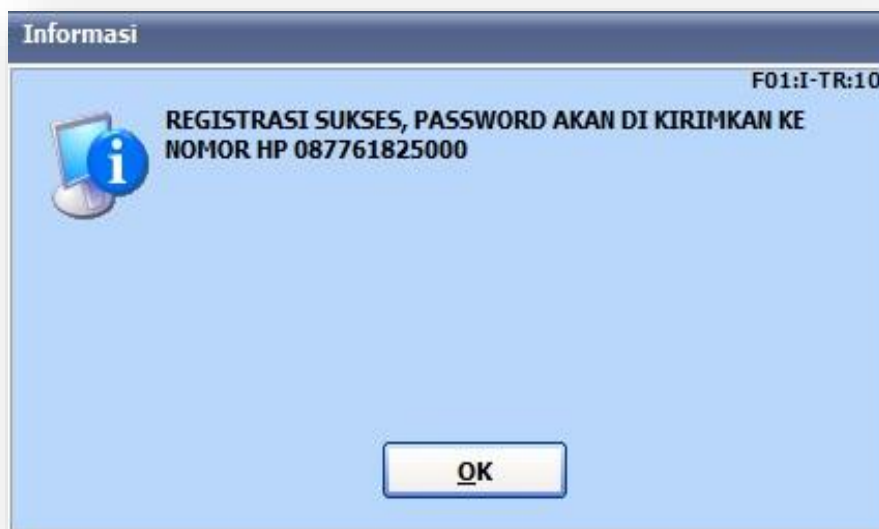 Informasi
F01:I-TR:10
REGISTRASI SUKSES, PASSWORD AKAN DI KIRIMKAN KE
NOMOR HP 087761825000
OK